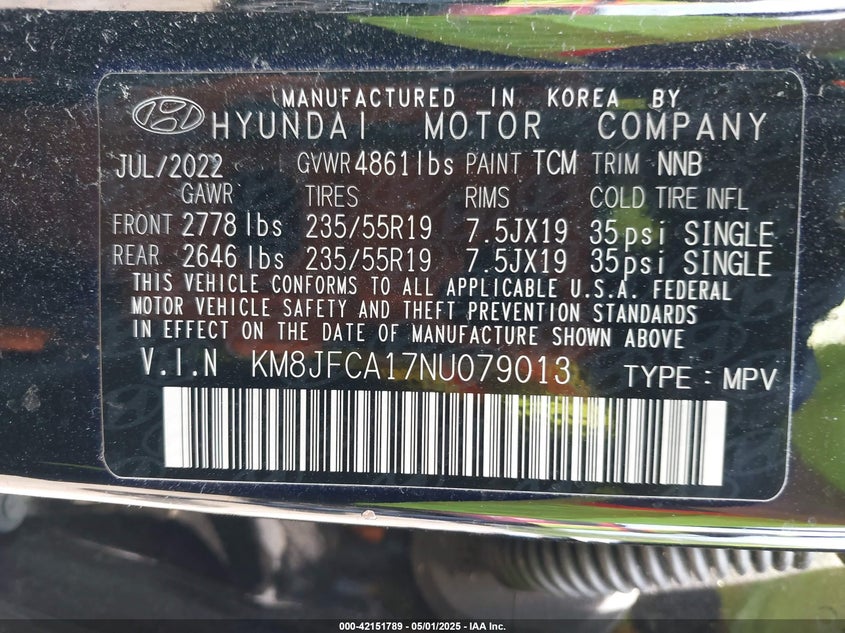 MANUFACTURED IN KOREA BY
HYUNDAI MOTOR COMPANY
JUL/2022 GVWR 4861lbs PAINT TCM TRIM NNB
GAWR TIRES RIMS COLD TIRE INFL
FRONT 2778 lbs 235/55R19 7.5JX19 35psi SINGLE
REAR 2646 lbs 235/55R19 7.5JX19 35psi SINGLE
THIS VEHICLE CONFORMS TO ALL APPLICABLE U.S.A. FEDERAL
MOTOR VEHICLE SAFETY AND THEFT PREVENTION STANDARDS
IN EFFECT ON THE DATE OF MANUFACTURE SHOWN ABOVE
V.I.N KM8JFCA17NU079013 TYPE : MPV
000-42151789 - 05/01/2025 - © IAA Inc.